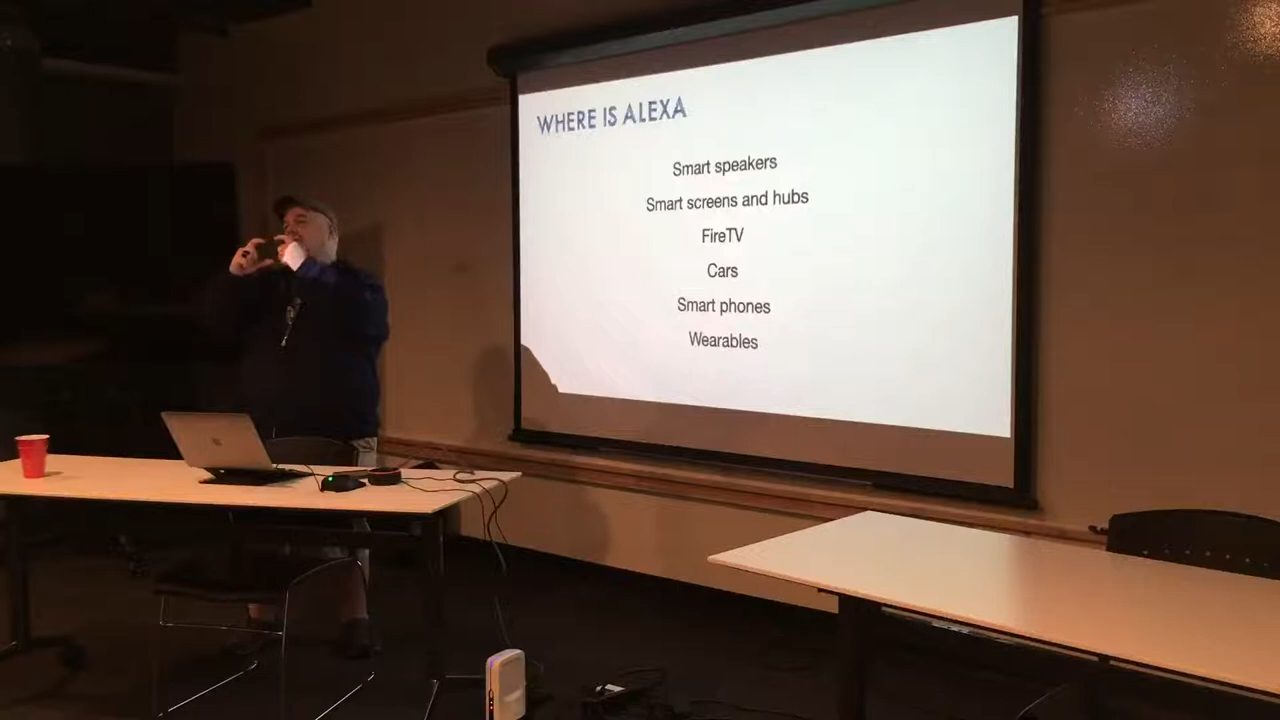 WHERE IS ALEXA
Smart speakers
Smart screens and hubs
FireTV
Cars
Smart phones
Wearables